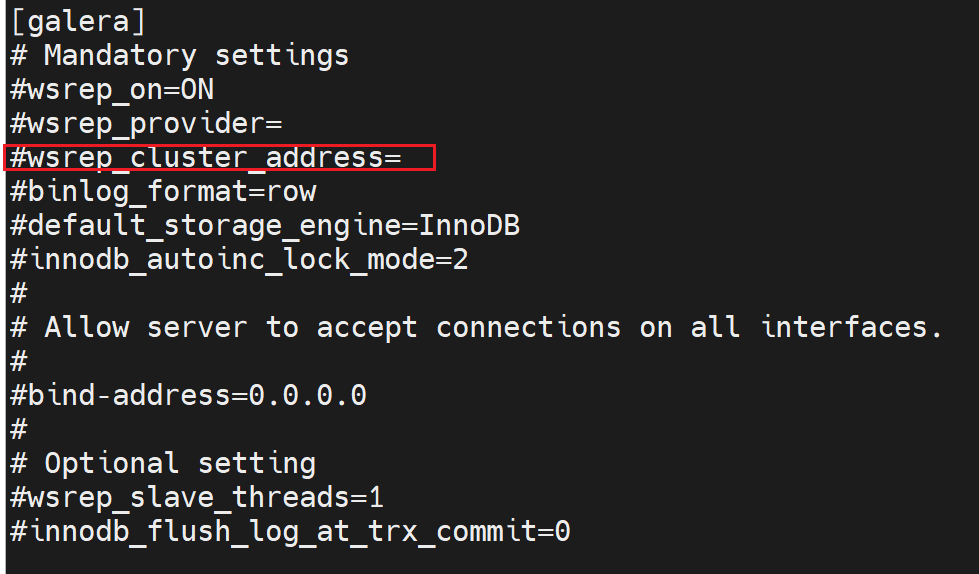 [galera]
# Mandatory settings
#wsrep_on=ON
#wsrep_provider=
#wsrep_cluster_address=
#binlog_format=row
#default_storage_engine=InnoDB
#innodb_autoinc_lock_mode=2
#
# Allow server to accept connections on all interfaces.
#
#bind-address=0.0.0.0
#
# Optional setting
#wsrep_slave_threads=1
#innodb_flush_log_at_trx_commit=0